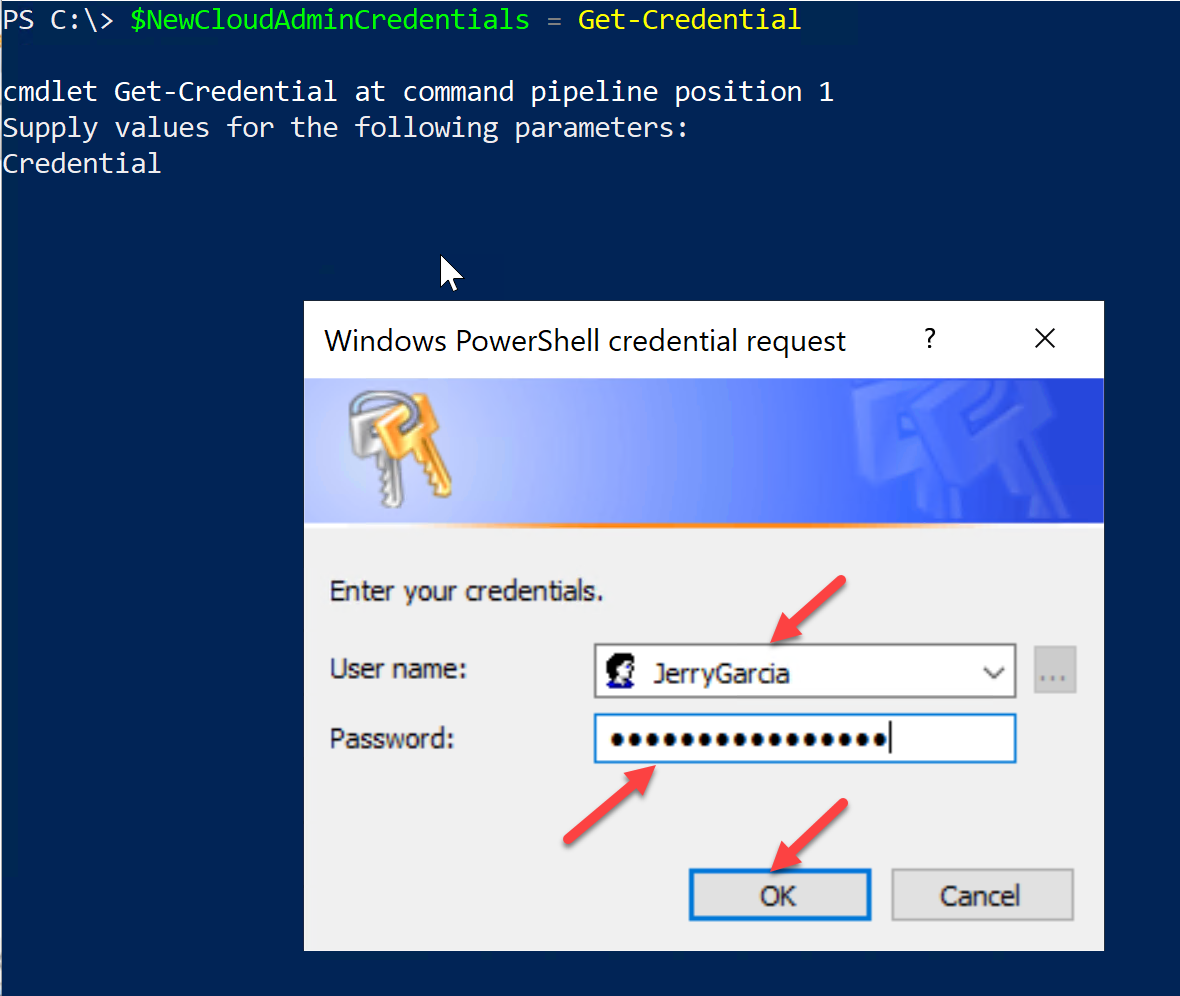 PS C:\> $NewCloudAdminCredentials = Get-Credential
cmdlet Get-Credential at command pipeline position 1
Supply values for the following parameters:
Credential
Windows PowerShell credential request ?
Enter your credentials.
User name: JerryGarcia ...
Password: ●●●●●●●●●●●●●●●●
OK Cancel